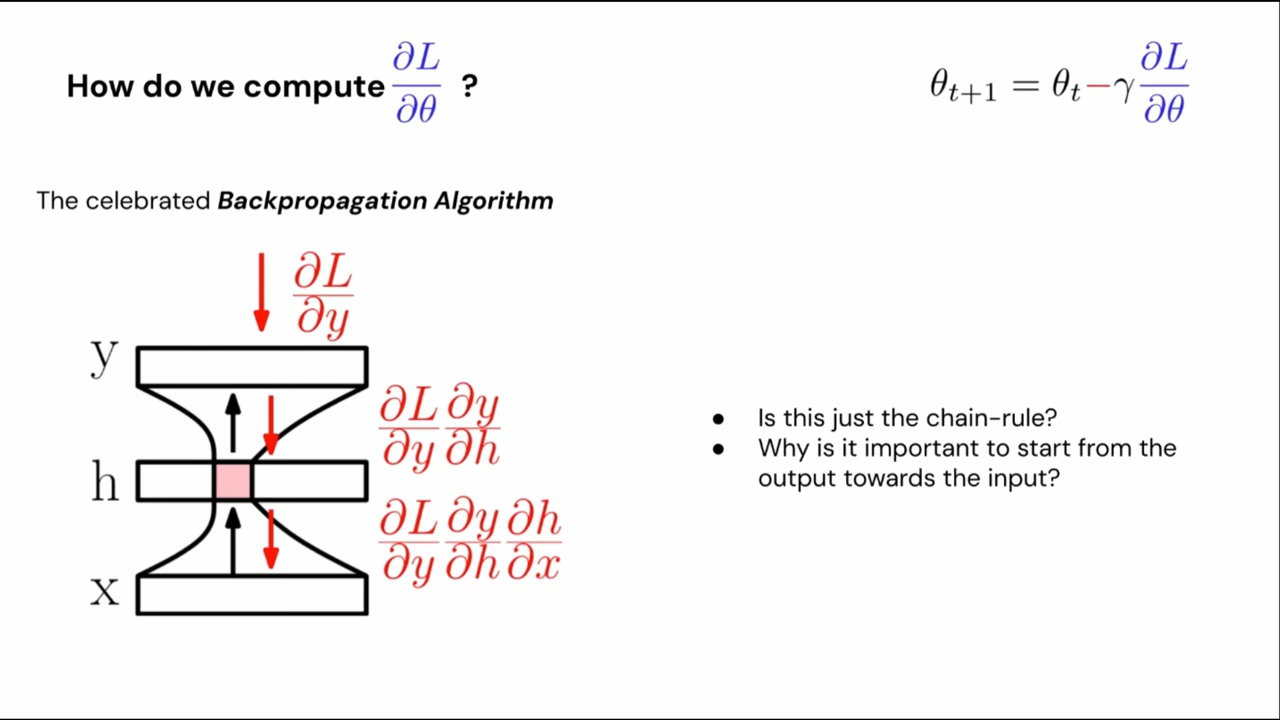 How do we compute ∂L/∂θ ?
θ_{t+1} = θ_t − γ ∂L/∂θ
The celebrated Backpropagation Algorithm
∂L/∂y
y
∂L/∂y ∂y/∂h
h
∂L/∂y ∂y/∂h ∂h/∂x
x
● Is this just the chain-rule?
● Why is it important to start from the
output towards the input?